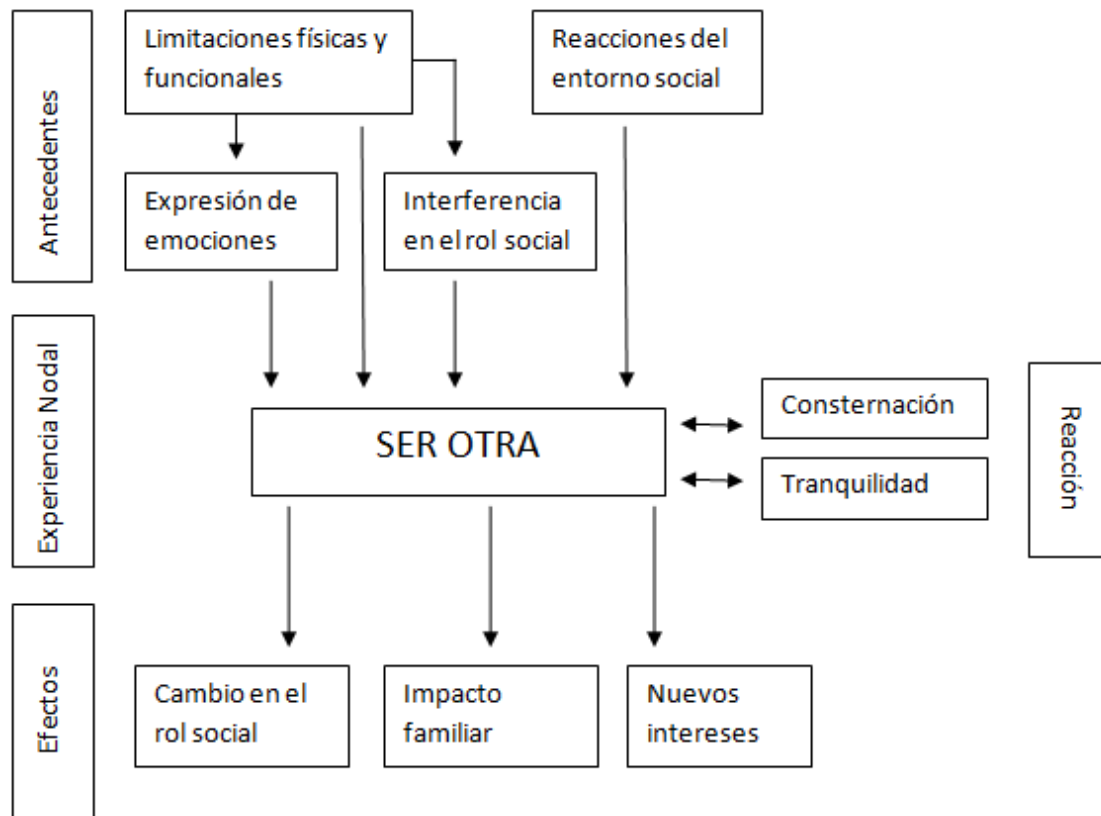 Antecedentes
Limitaciones físicas y
funcionales
Reacciones del
entorno social
Expresión de
emociones
Interferencia
en el rol social
Experiencia Nodal
SER OTRA
Consternación
Tranquilidad
Reacción
Efectos
Cambio en el
rol social
Impacto
familiar
Nuevos
intereses